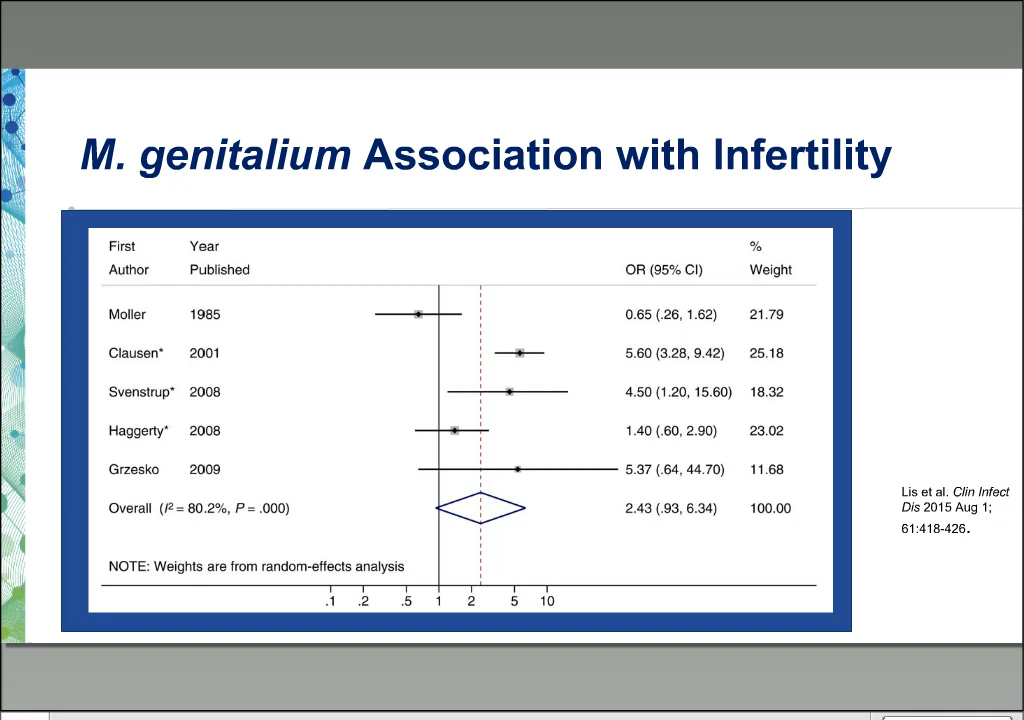 M. genitalium Association with Infertility
First Year %
Author Published OR (95% CI) Weight
Moller 1985 0.65 (.26, 1.62) 21.79
Clausen* 2001 5.60 (3.28, 9.42) 25.18
Svenstrup* 2008 4.50 (1.20, 15.60) 18.32
Haggerty* 2008 1.40 (.60, 2.90) 23.02
Grzesko 2009 5.37 (.64, 44.70) 11.68
Overall (I² = 80.2%, P = .000) 2.43 (.93, 6.34) 100.00
NOTE: Weights are from random-effects analysis
.1 .2 .5 1 2 5 10
Lis et al. Clin Infect
Dis 2015 Aug 1;
61:418-426.